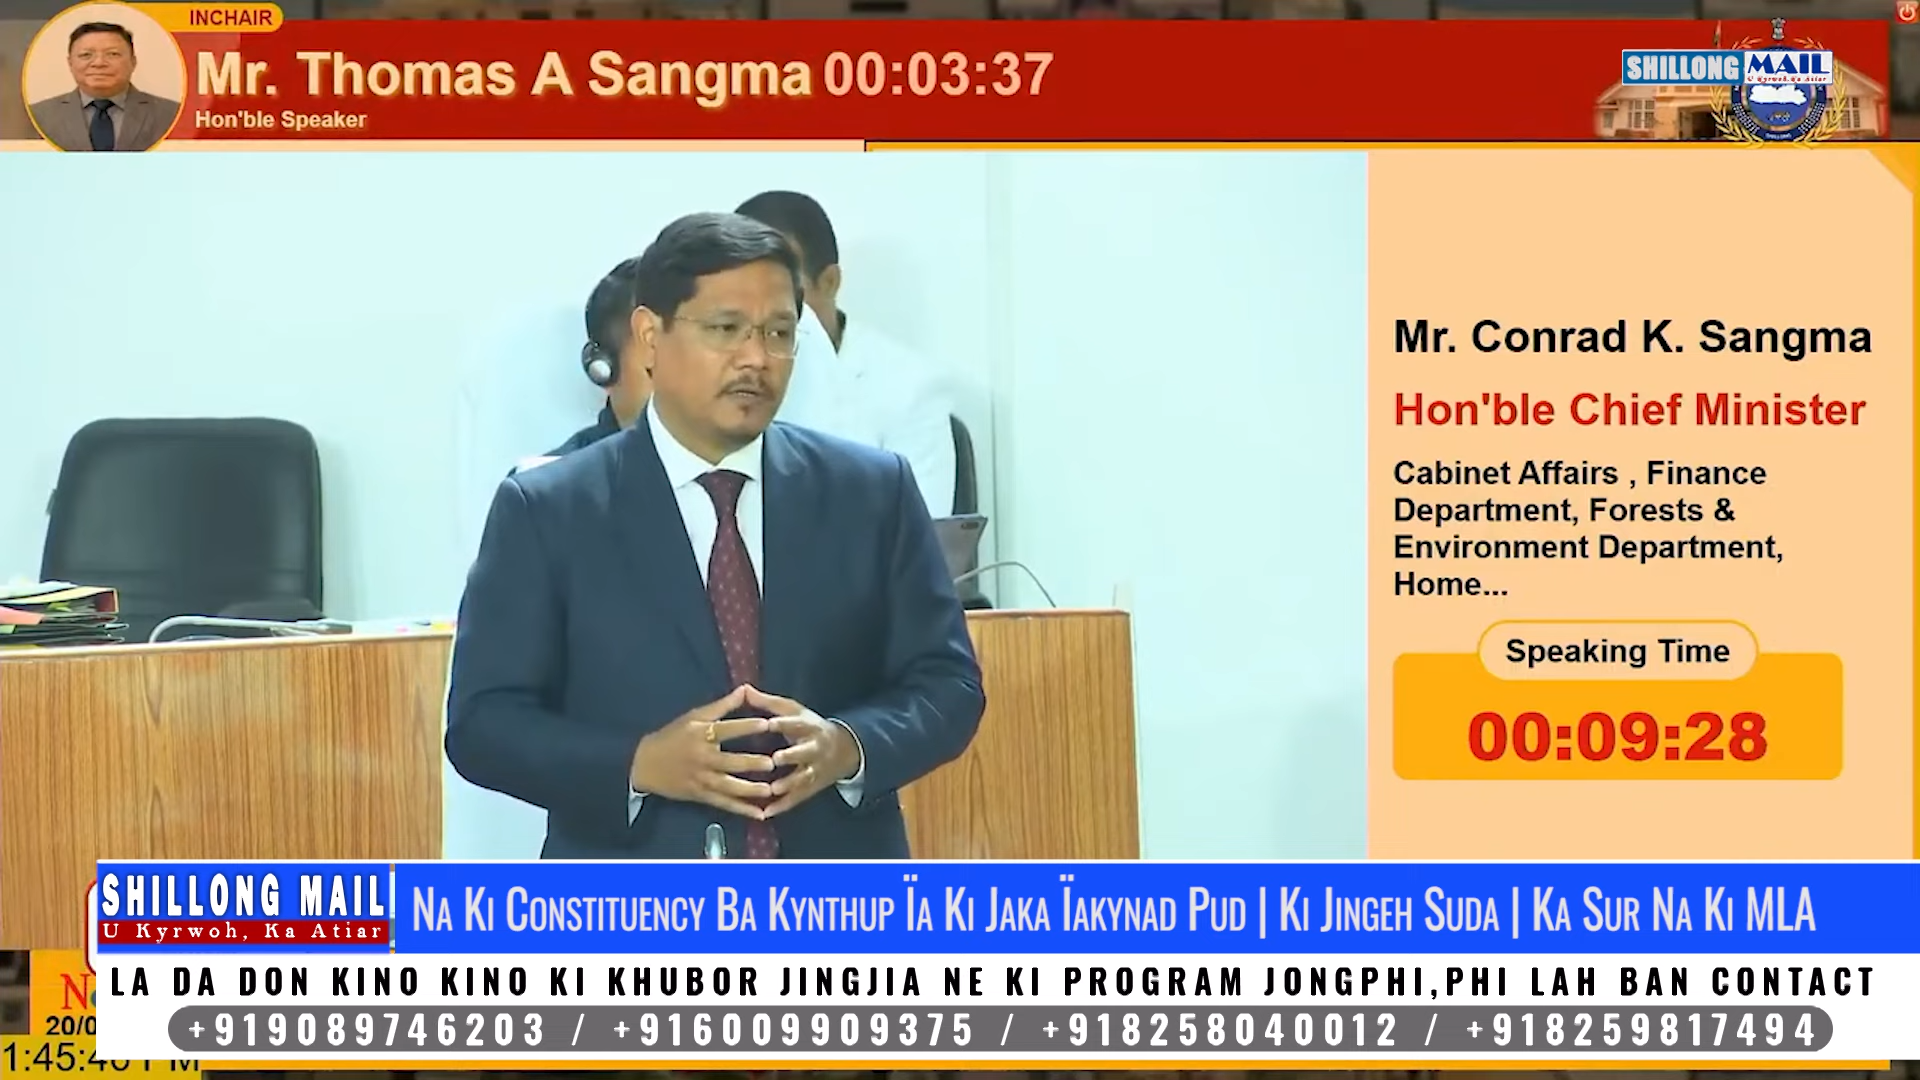 INCHAIR
Mr. Thomas A Sangma 00:03:37
Hon'ble Speaker
SHILLONG MAIL
U Kyrwoh, Ka Atiar
Mr. Conrad K. Sangma
Hon'ble Chief Minister
Cabinet Affairs , Finance
Department, Forests &
Environment Department,
Home...
Speaking Time
00:09:28
SHILLONG MAIL
U Kyrwoh, Ka Atiar
Na Ki Constituency Ba Kynthup Ïa Ki Jaka Ïakynad Pud | Ki Jingeh Suda | Ka Sur Na Ki MLA
LA DA DON KINO KINO KI KHUBOR JINGJIA NE KI PROGRAM JONGPHI,PHI LAH BAN CONTACT
+919089746203 / +916009909375 / +918258040012 / +918259817494